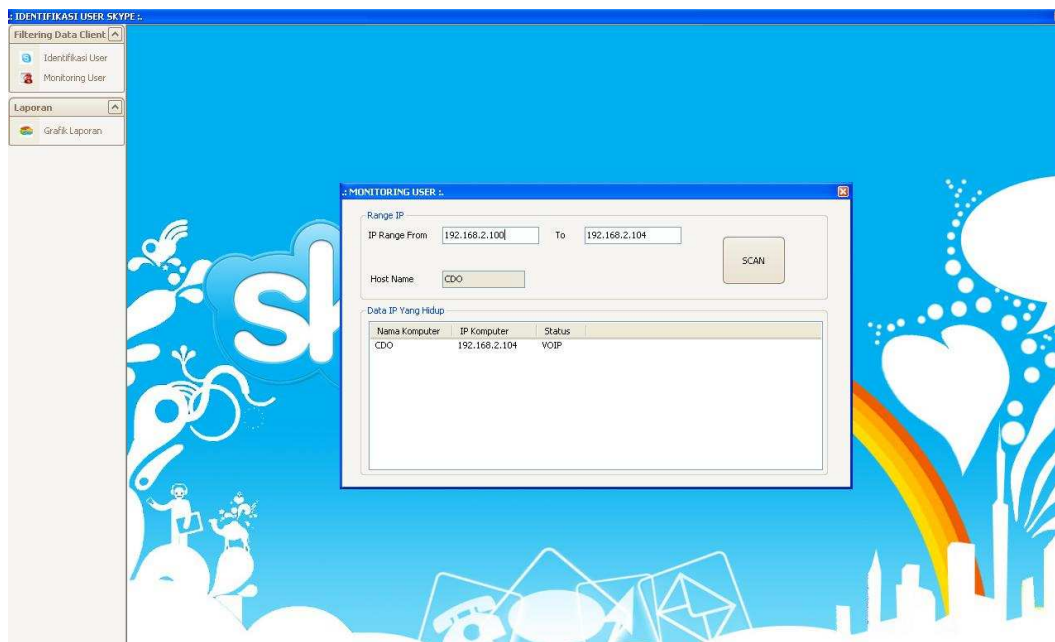 .: IDENTIFIKASI USER SKYPE :.
Filtering Data Client
Identifikasi User
Monitoring User
Laporan
Grafik Laporan
.: MONITORING USER :.
Range IP
IP Range From 192.168.2.100 To 192.168.2.104
SCAN
Host Name CDO
Data IP Yang Hidup
Nama Komputer IP Komputer Status
CDO 192.168.2.104 VOIP